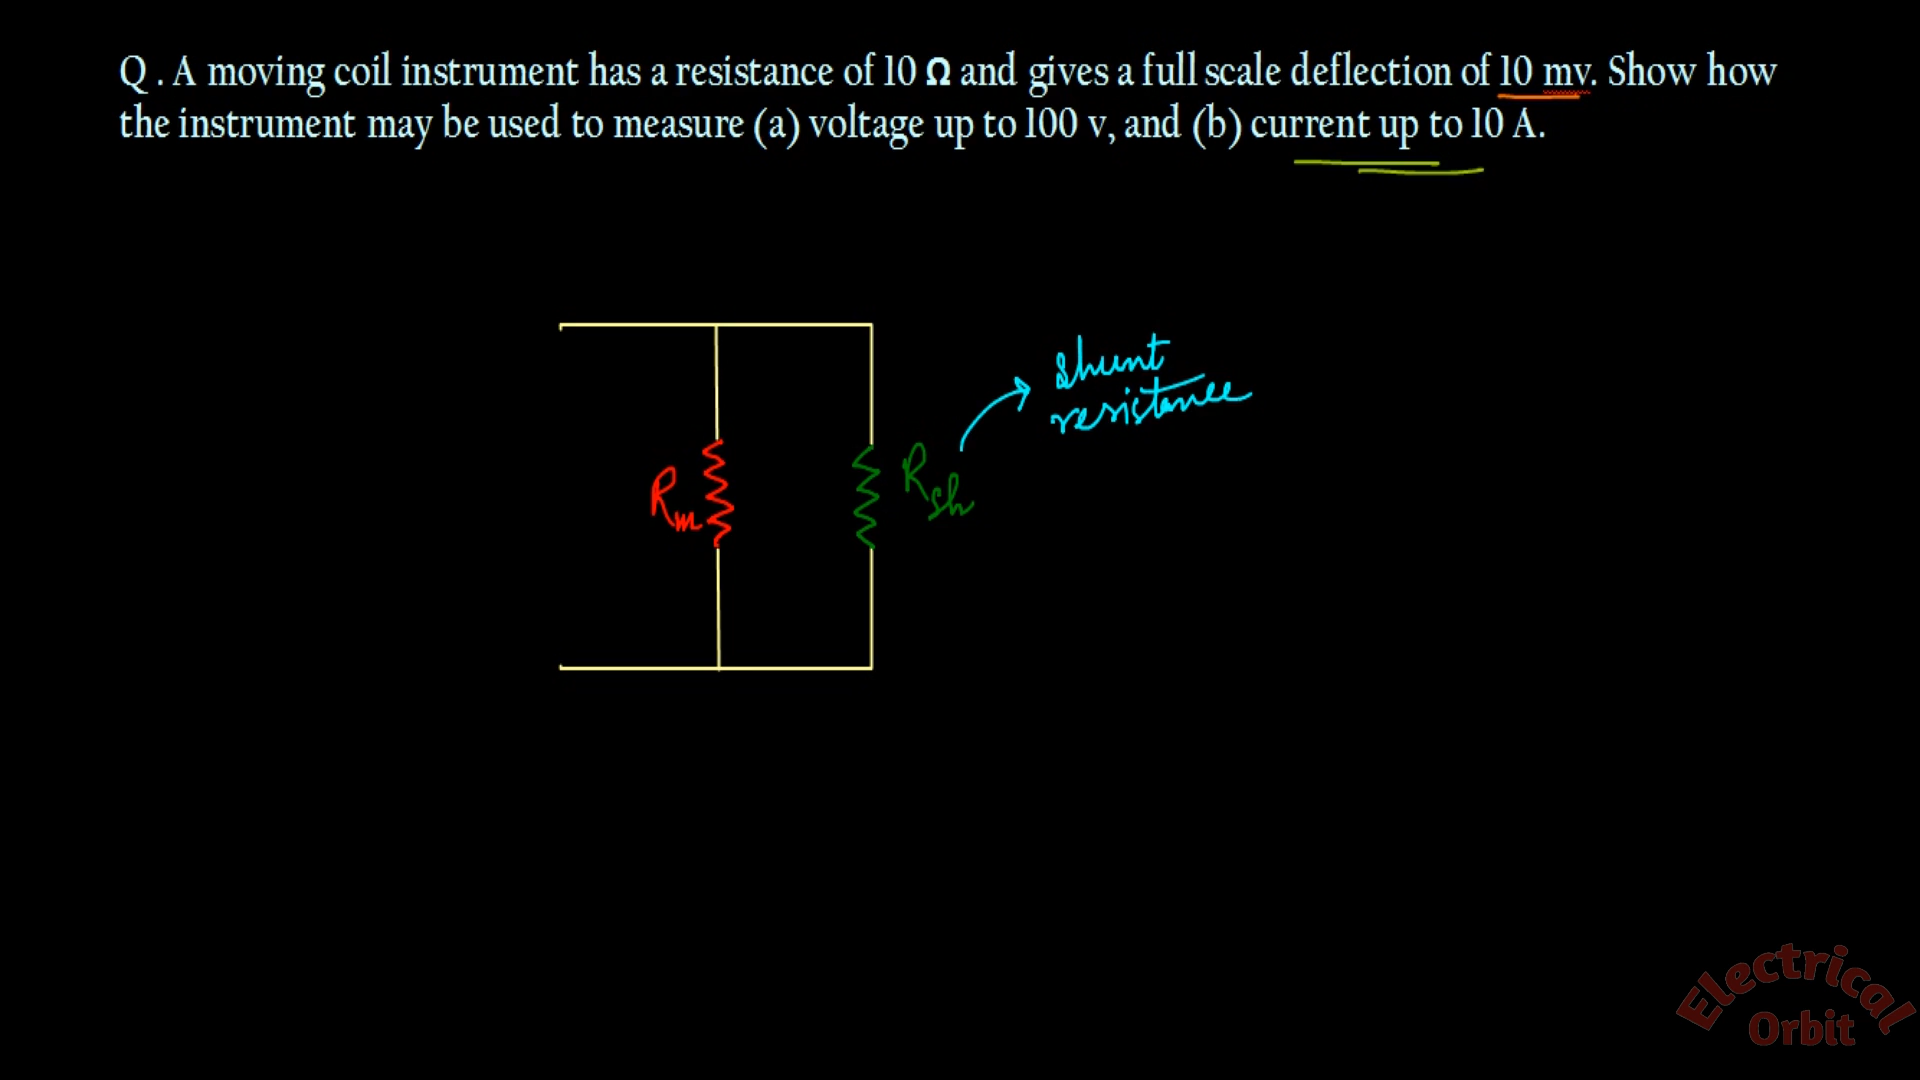 Q . A moving coil instrument has a resistance of 10 Ω and gives a full scale deflection of 10 mv. Show how
the instrument may be used to measure (a) voltage up to 100 v, and (b) current up to 10 A.
shunt
resistance
Rm
Rsh
Electrical
Orbit